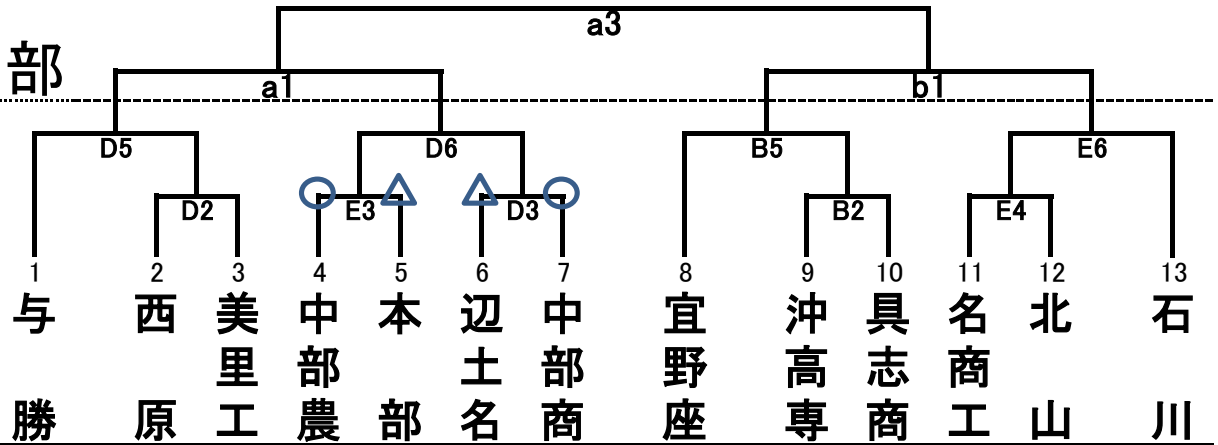 a3
部
a1 b1
D5 D6 B5 E6
D2 E3 D3 B2 E4
1 2 3 4 5 6 7 8 9 10 11 12 13
与勝
西原
美里工
中部農
本部
辺土名
中部商
宜野座
沖高専
具志商
名商工
北山
石川